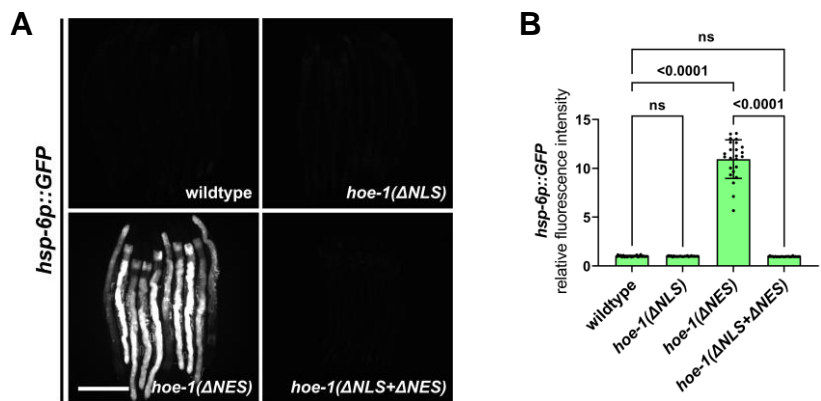 A
hsp-6p::GFP
wildtype
hoe-1(ΔNLS)
hoe-1(ΔNES)
hoe-1(ΔNLS+ΔNES)
B
ns
<0.0001
ns
<0.0001
hsp-6p::GFP
relative fluorescence intensity
15
10
5
0
wildtype
hoe-1(ΔNLS)
hoe-1(ΔNES)
hoe-1(ΔNLS+ΔNES)